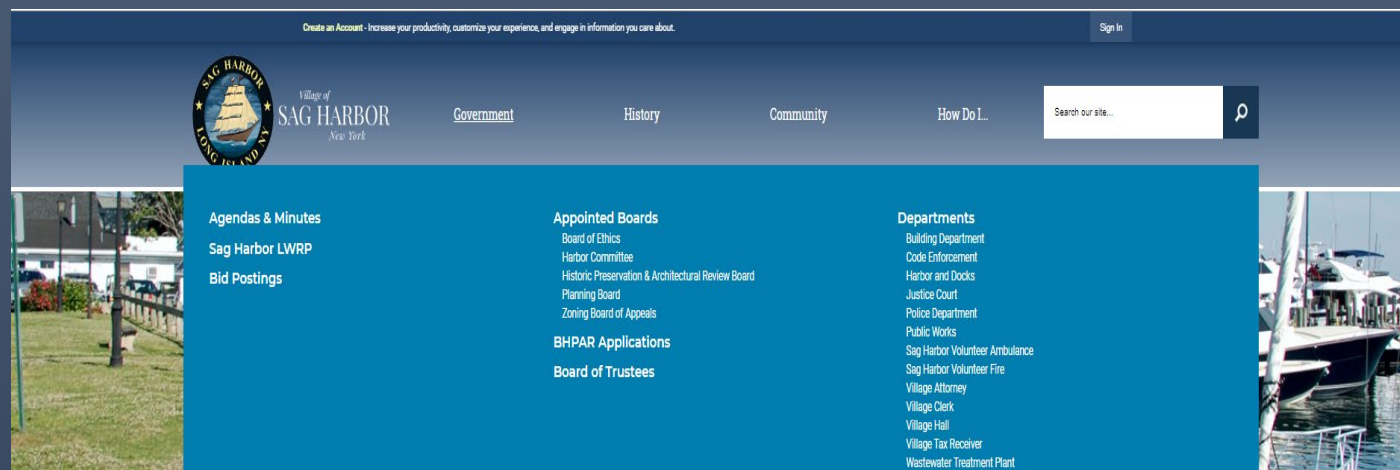 Create an Account - Increase your productivity, customize your experience, and engage in information you care about.
Sign In
SAG HARBOR
LONG ISLAND NY
Village of
SAG HARBOR
New York
Government
History
Community
How Do I...
Search our site...
Agendas & Minutes
Sag Harbor LWRP
Bid Postings
Appointed Boards
Board of Ethics
Harbor Committee
Historic Preservation & Architectural Review Board
Planning Board
Zoning Board of Appeals
BHPAR Applications
Board of Trustees
Departments
Building Department
Code Enforcement
Harbor and Docks
Justice Court
Police Department
Public Works
Sag Harbor Volunteer Ambulance
Sag Harbor Volunteer Fire
Village Attorney
Village Clerk
Village Hall
Village Tax Receiver
Wastewater Treatment Plant